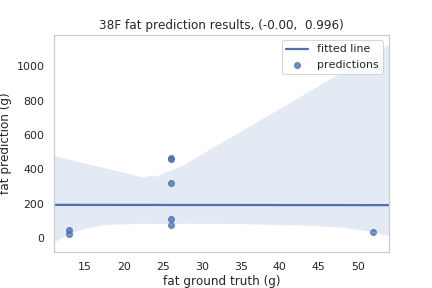 38F fat prediction results, (-0.00,  0.996)
fitted line
predictions
fat prediction (g)
1000
800
600
400
200
0
15 20 25 30 35 40 45 50
fat ground truth (g)